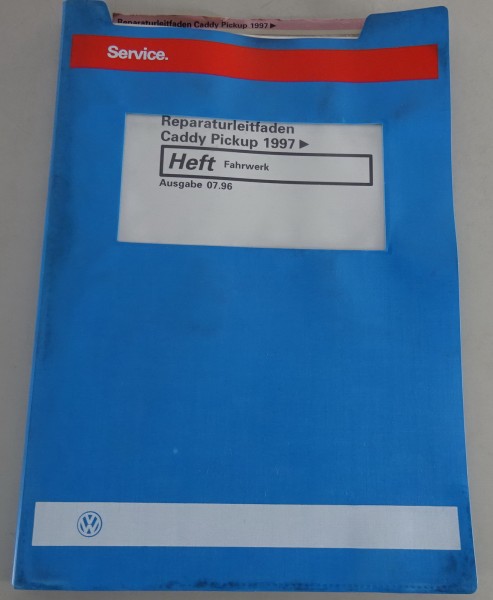 Reparaturleitfaden Caddy Pickup 1997 ►
Service.
Reparaturleitfaden
Caddy Pickup 1997 ►
Heft Fahrwerk
Ausgabe 07.96